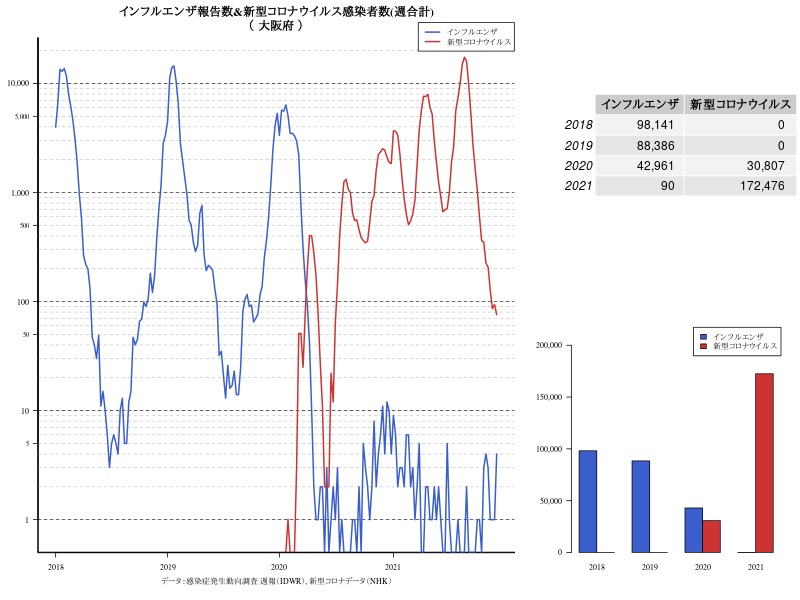 インフルエンザ報告数&新型コロナウイルス感染者数(週合計)
( 大阪府 )
インフルエンザ
新型コロナウイルス
10,000
5,000
1,000
500
100
50
10
5
1
2018
2019
2020
2021
データ:感染症発生動向調査 週報(IDWR)、新型コロナデータ(NHK)
インフルエンザ 新型コロナウイルス
2018 98,141 0
2019 88,386 0
2020 42,961 30,807
2021 90 172,476
インフルエンザ
新型コロナウイルス
200,000
150,000
100,000
50,000
0
2018
2019
2020
2021